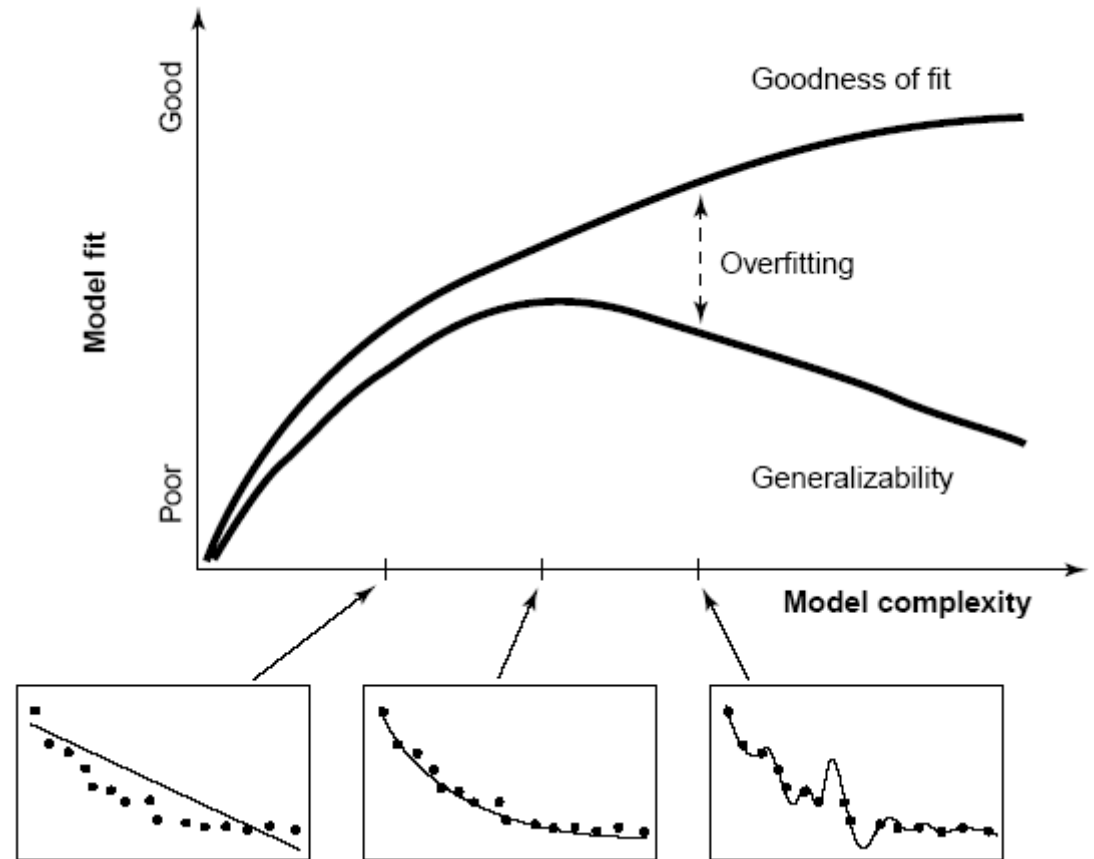 Good
Goodness of fit
Model fit
Overfitting
Poor
Generalizability
Model complexity